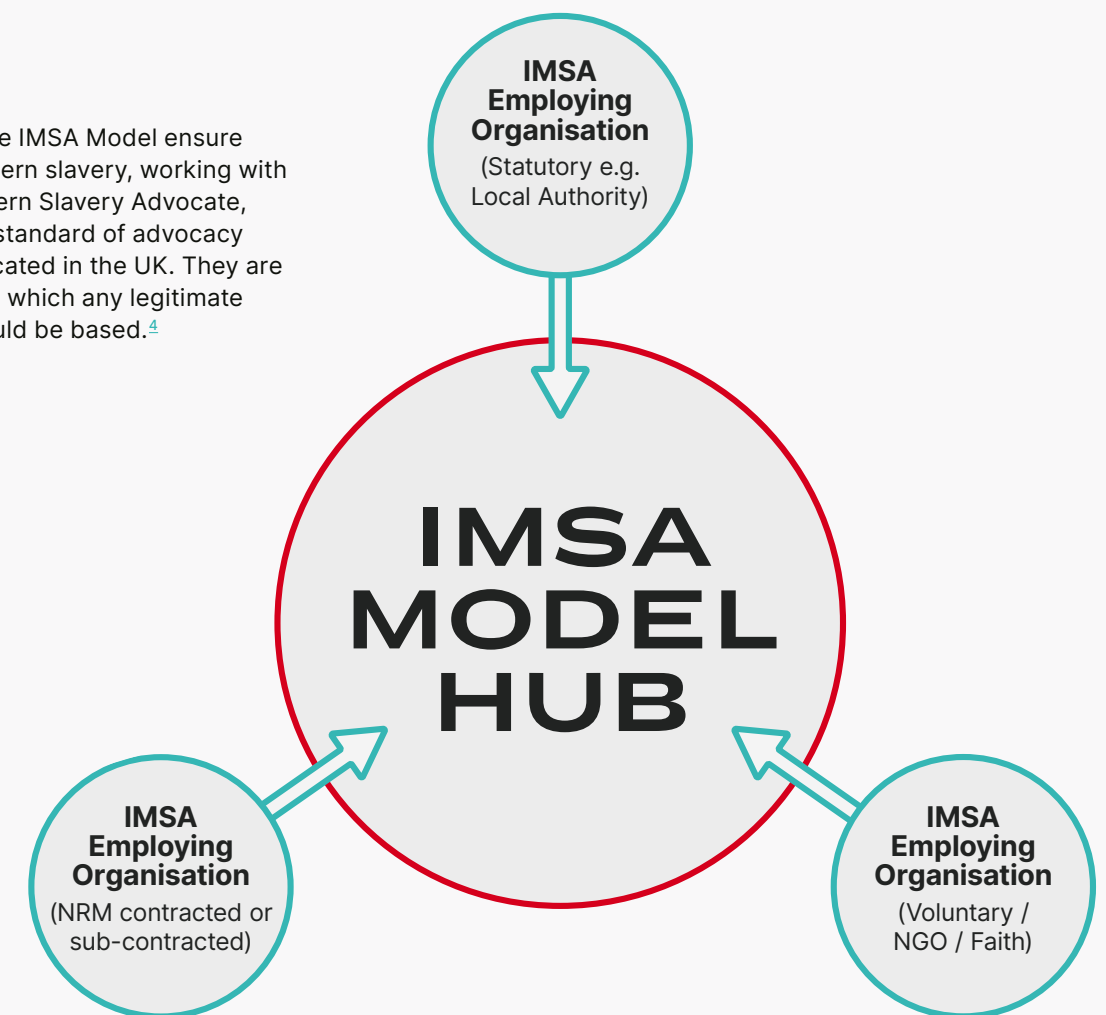 IMSA
Employing
Organisation
(Statutory e.g.
Local Authority)
e IMSA Model ensure
ern slavery, working with
ern Slavery Advocate,
standard of advocacy
cated in the UK. They are
which any legitimate
uld be based.4
IMSA
MODEL
HUB
IMSA
Employing
Organisation
(NRM contracted or
sub-contracted)
IMSA
Employing
Organisation
(Voluntary /
NGO / Faith)